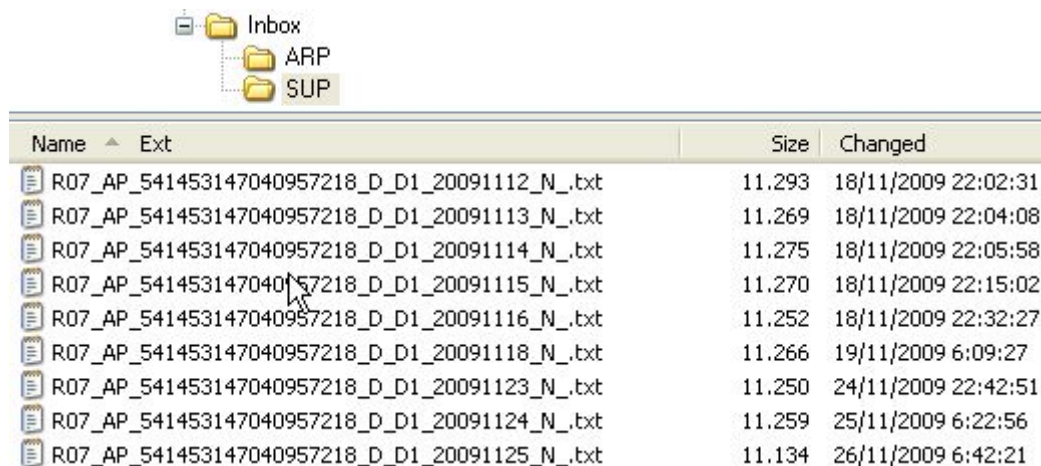 Inbox
ARP
SUP
Name Ext Size Changed
R07_AP_541453147040957218_D_D1_20091112_N_.txt 11.293 18/11/2009 22:02:31
R07_AP_541453147040957218_D_D1_20091113_N_.txt 11.269 18/11/2009 22:04:08
R07_AP_541453147040957218_D_D1_20091114_N_.txt 11.275 18/11/2009 22:05:58
R07_AP_541453147040957218_D_D1_20091115_N_.txt 11.270 18/11/2009 22:15:02
R07_AP_541453147040957218_D_D1_20091116_N_.txt 11.252 18/11/2009 22:32:27
R07_AP_541453147040957218_D_D1_20091118_N_.txt 11.266 19/11/2009 6:09:27
R07_AP_541453147040957218_D_D1_20091123_N_.txt 11.250 24/11/2009 22:42:51
R07_AP_541453147040957218_D_D1_20091124_N_.txt 11.259 25/11/2009 6:22:56
R07_AP_541453147040957218_D_D1_20091125_N_.txt 11.134 26/11/2009 6:42:21